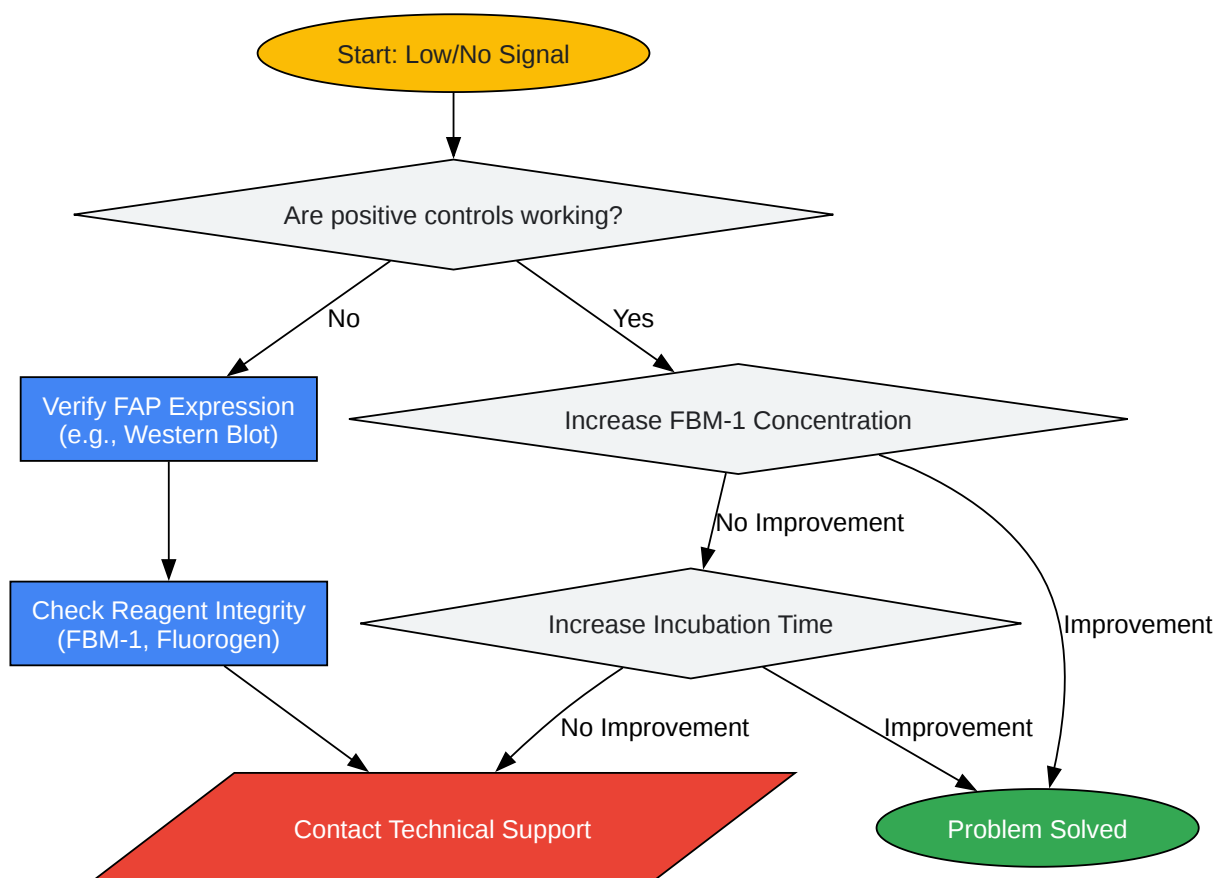 Start: Low/No Signal
Are positive controls working?
No
Yes
Verify FAP Expression
(e.g., Western Blot)
Increase FBM-1 Concentration
No Improvement
Check Reagent Integrity
(FBM-1, Fluorogen)
Increase Incubation Time
Improvement
No Improvement
Improvement
Contact Technical Support
Problem Solved